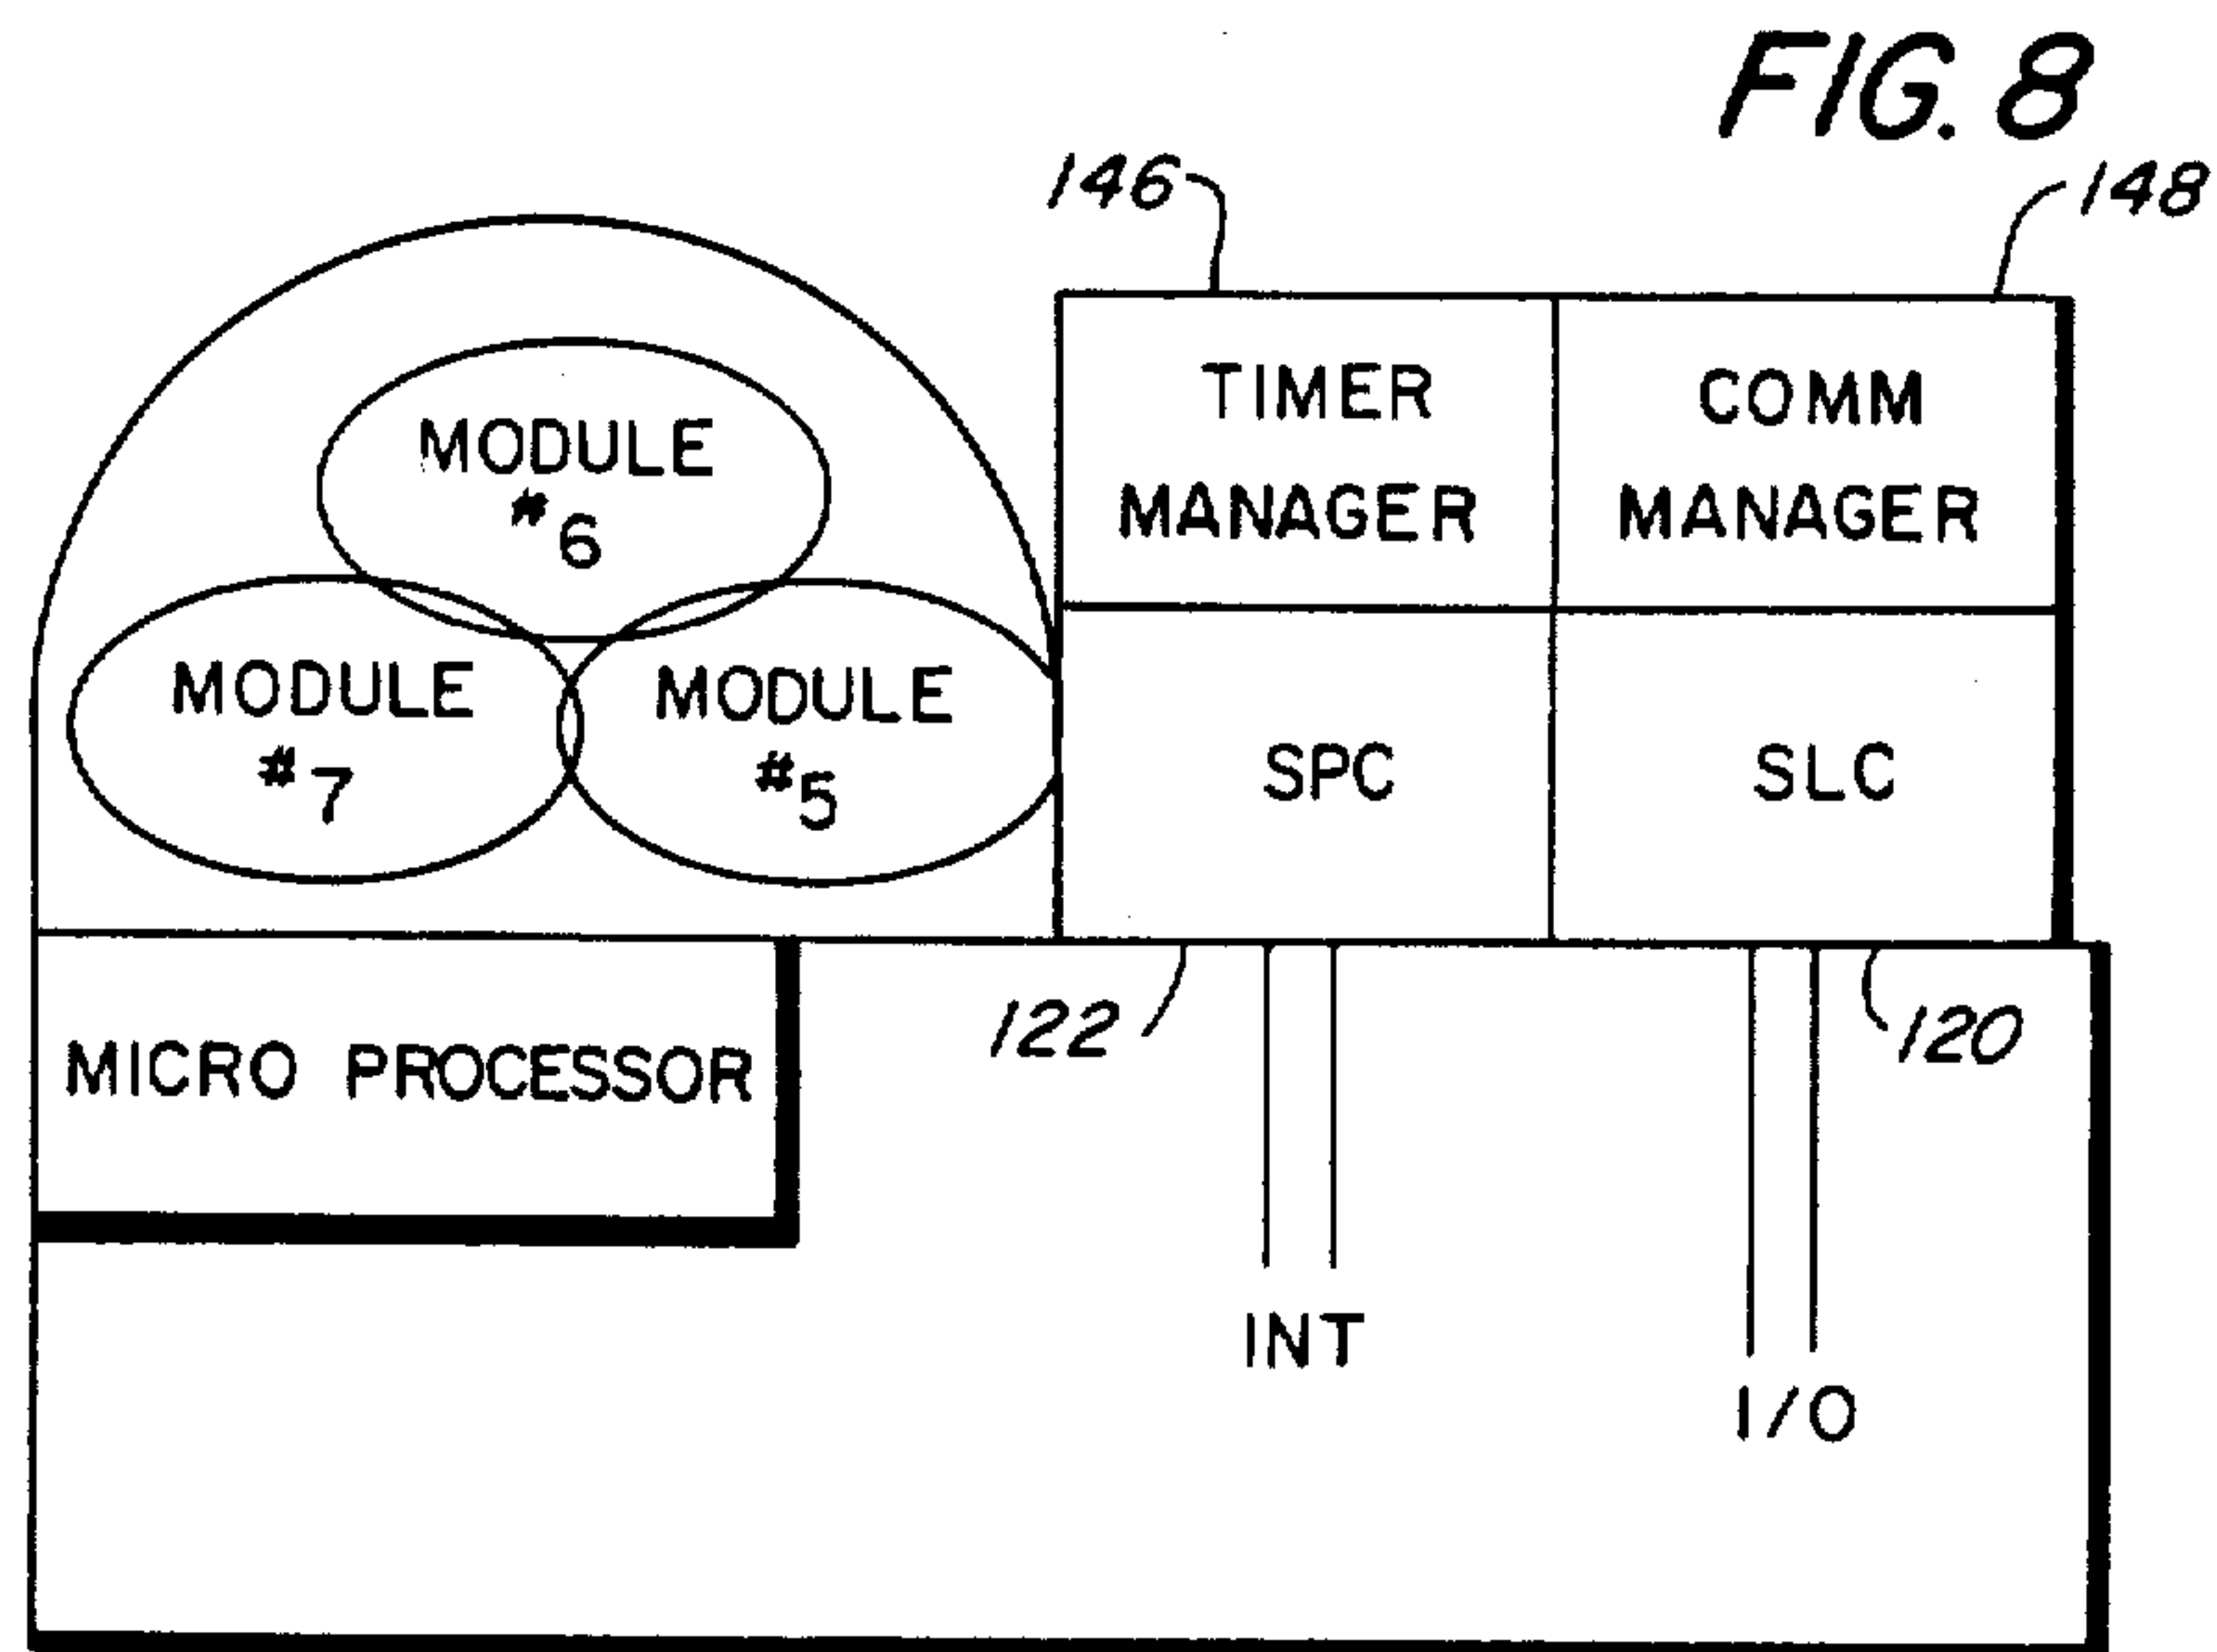 FIG. 8
146
148
TIMER
MANAGER
COMM
MANAGER
MODULE
#6
MODULE
#7
MODULE
#5
SPC
SLC
122
120
MICRO PROCESSOR
INT
I/O